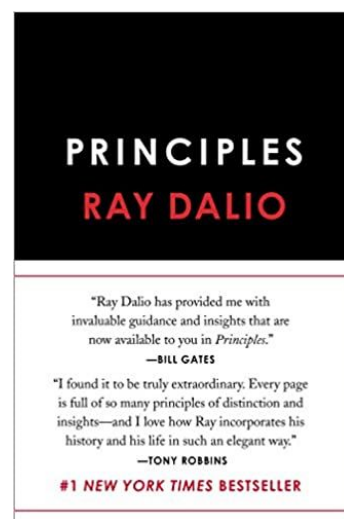 PRINCIPLES
RAY DALIO
“Ray Dalio has provided me with
invaluable guidance and insights that are
now available to you in Principles.”
—BILL GATES
“I found it to be truly extraordinary. Every page
is full of so many principles of distinction and
insights—and I love how Ray incorporates his
history and his life in such an elegant way.”
—TONY ROBBINS
#1 NEW YORK TIMES BESTSELLER